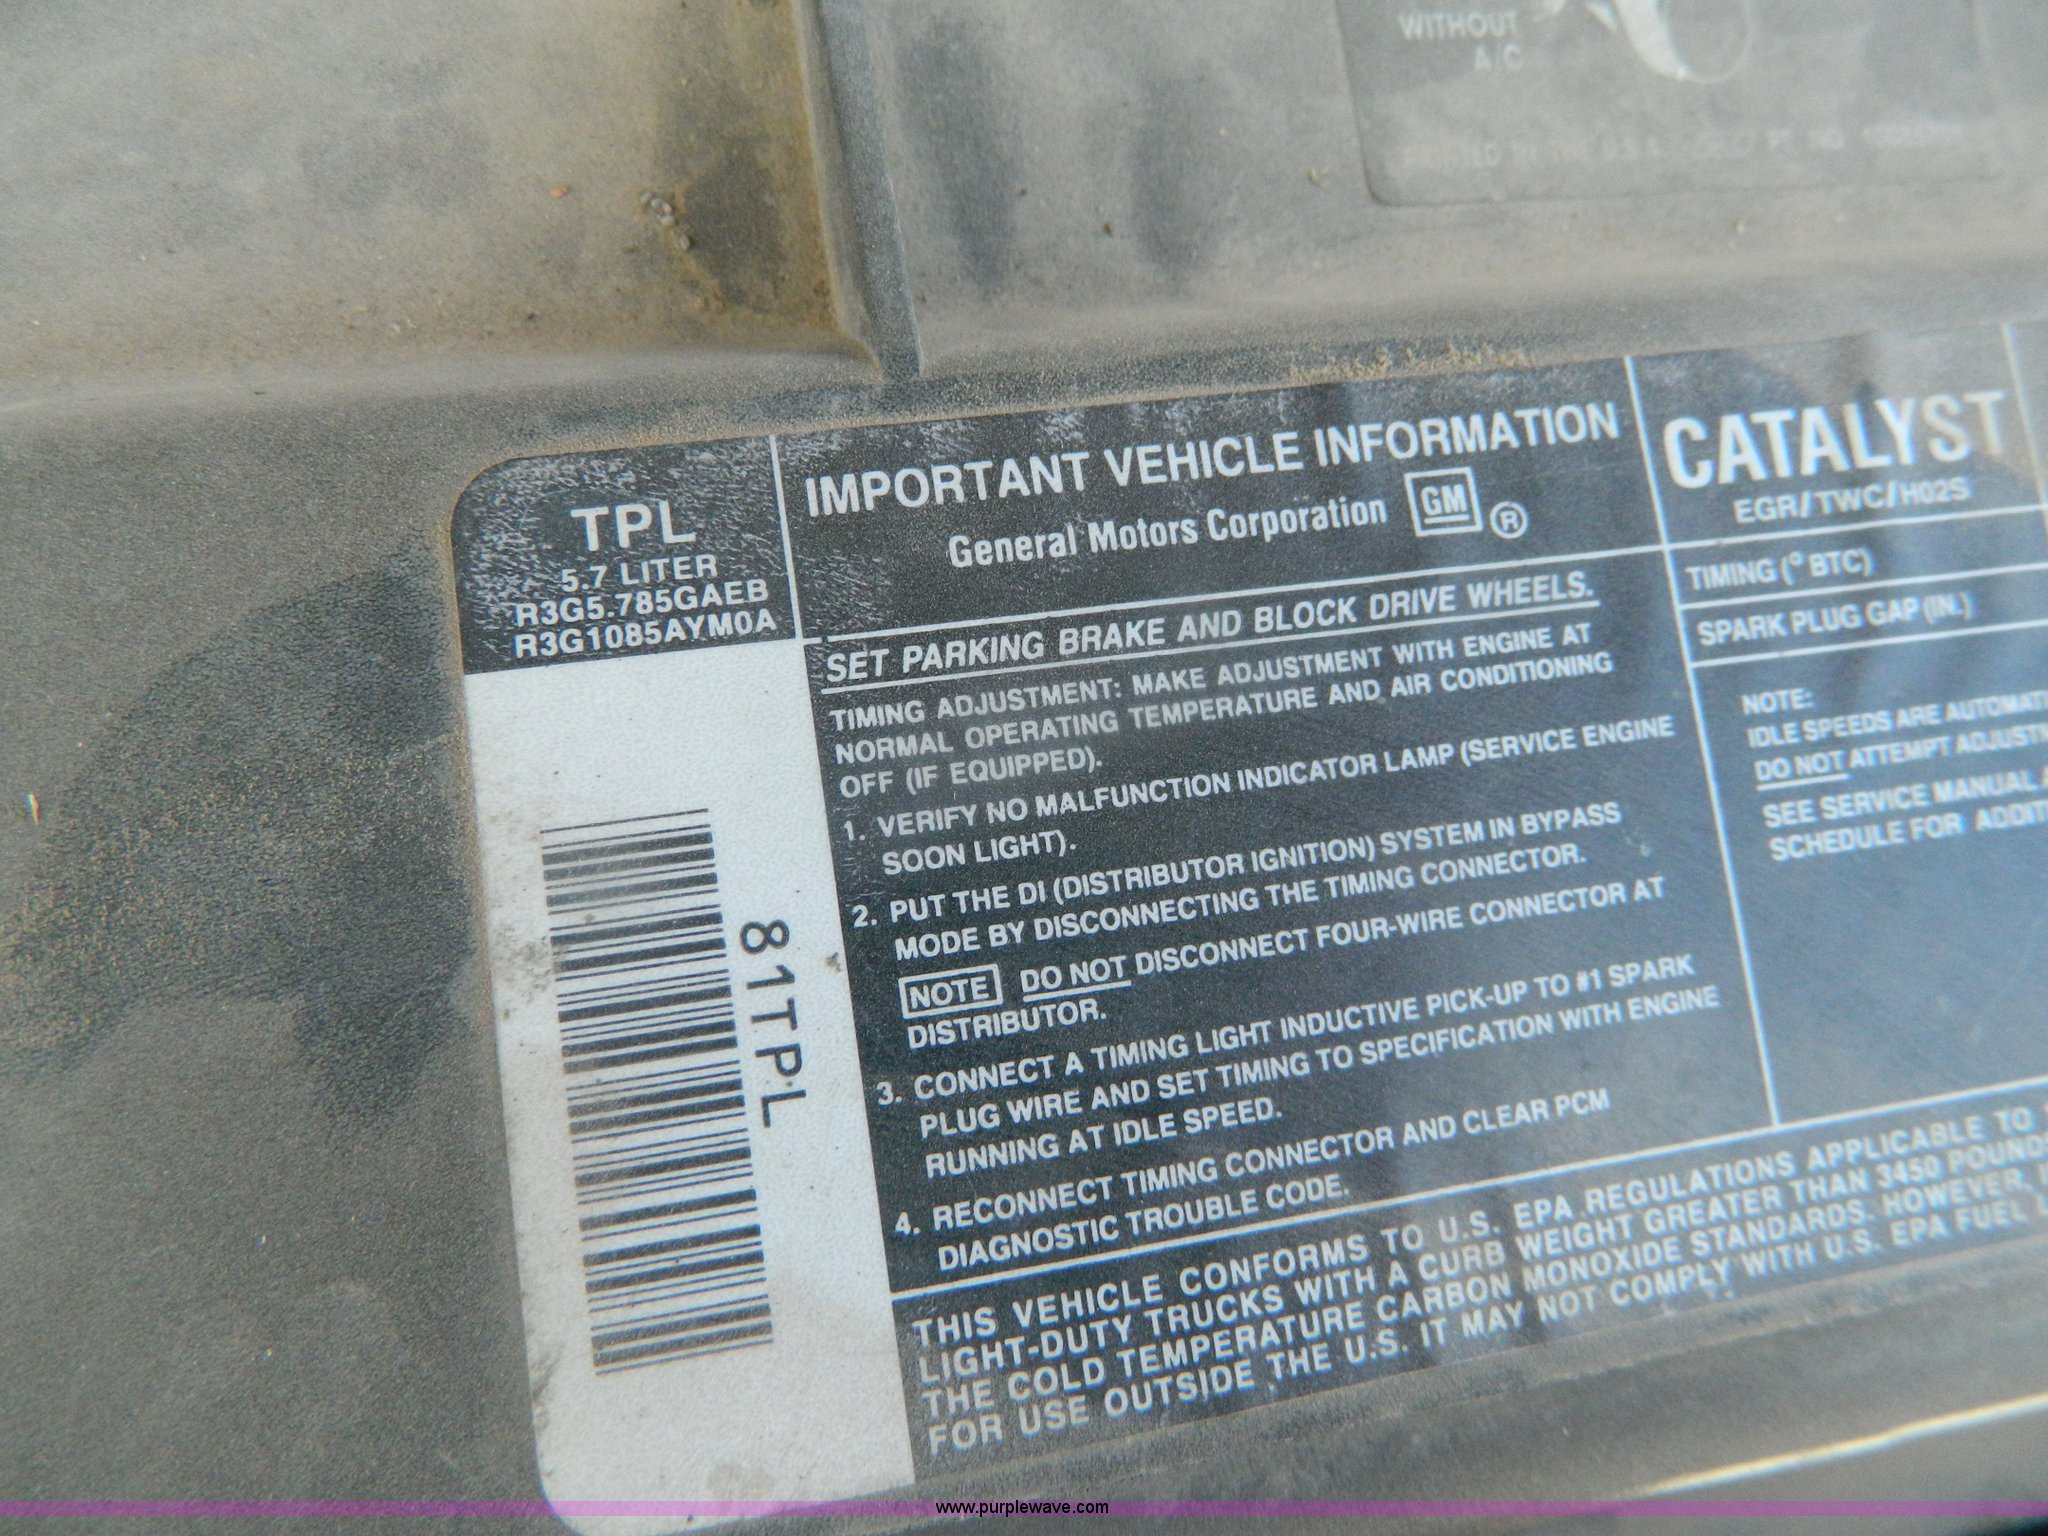 WITHOUT
A/C
TPL
5.7 LITER
R3G5.785GAEB
R3G1085AYM0A
81TPL
IMPORTANT VEHICLE INFORMATION
General Motors Corporation GM ®
SET PARKING BRAKE AND BLOCK DRIVE WHEELS.
TIMING ADJUSTMENT: MAKE ADJUSTMENT WITH ENGINE AT
NORMAL OPERATING TEMPERATURE AND AIR CONDITIONING
OFF (IF EQUIPPED).
1. VERIFY NO MALFUNCTION INDICATOR LAMP (SERVICE ENGINE
SOON LIGHT).
2. PUT THE DI (DISTRIBUTOR IGNITION) SYSTEM IN BYPASS
MODE BY DISCONNECTING THE TIMING CONNECTOR.
NOTE DO NOT DISCONNECT FOUR-WIRE CONNECTOR AT
DISTRIBUTOR.
3. CONNECT A TIMING LIGHT INDUCTIVE PICK-UP TO #1 SPARK
PLUG WIRE AND SET TIMING TO SPECIFICATION WITH ENGINE
RUNNING AT IDLE SPEED.
4. RECONNECT TIMING CONNECTOR AND CLEAR PCM
DIAGNOSTIC TROUBLE CODE.
CATALYST
EGR/TWC/HO2S
TIMING (° BTC)
SPARK PLUG GAP (IN.)
NOTE:
IDLE SPEEDS ARE AUTOMAT
DO NOT ATTEMPT ADJUST
SEE SERVICE MANUAL
SCHEDULE FOR ADDIT
THIS VEHICLE CONFORMS TO U.S. EPA REGULATIONS APPLICABLE TO
LIGHT-DUTY TRUCKS WITH A CURB WEIGHT GREATER THAN 3450 POUNDS
THE COLD TEMPERATURE CARBON MONOXIDE STANDARDS. HOWEVER,
FOR USE OUTSIDE THE U.S. IT MAY NOT COMPLY WITH U.S. EPA FUEL
www.purplewave.com